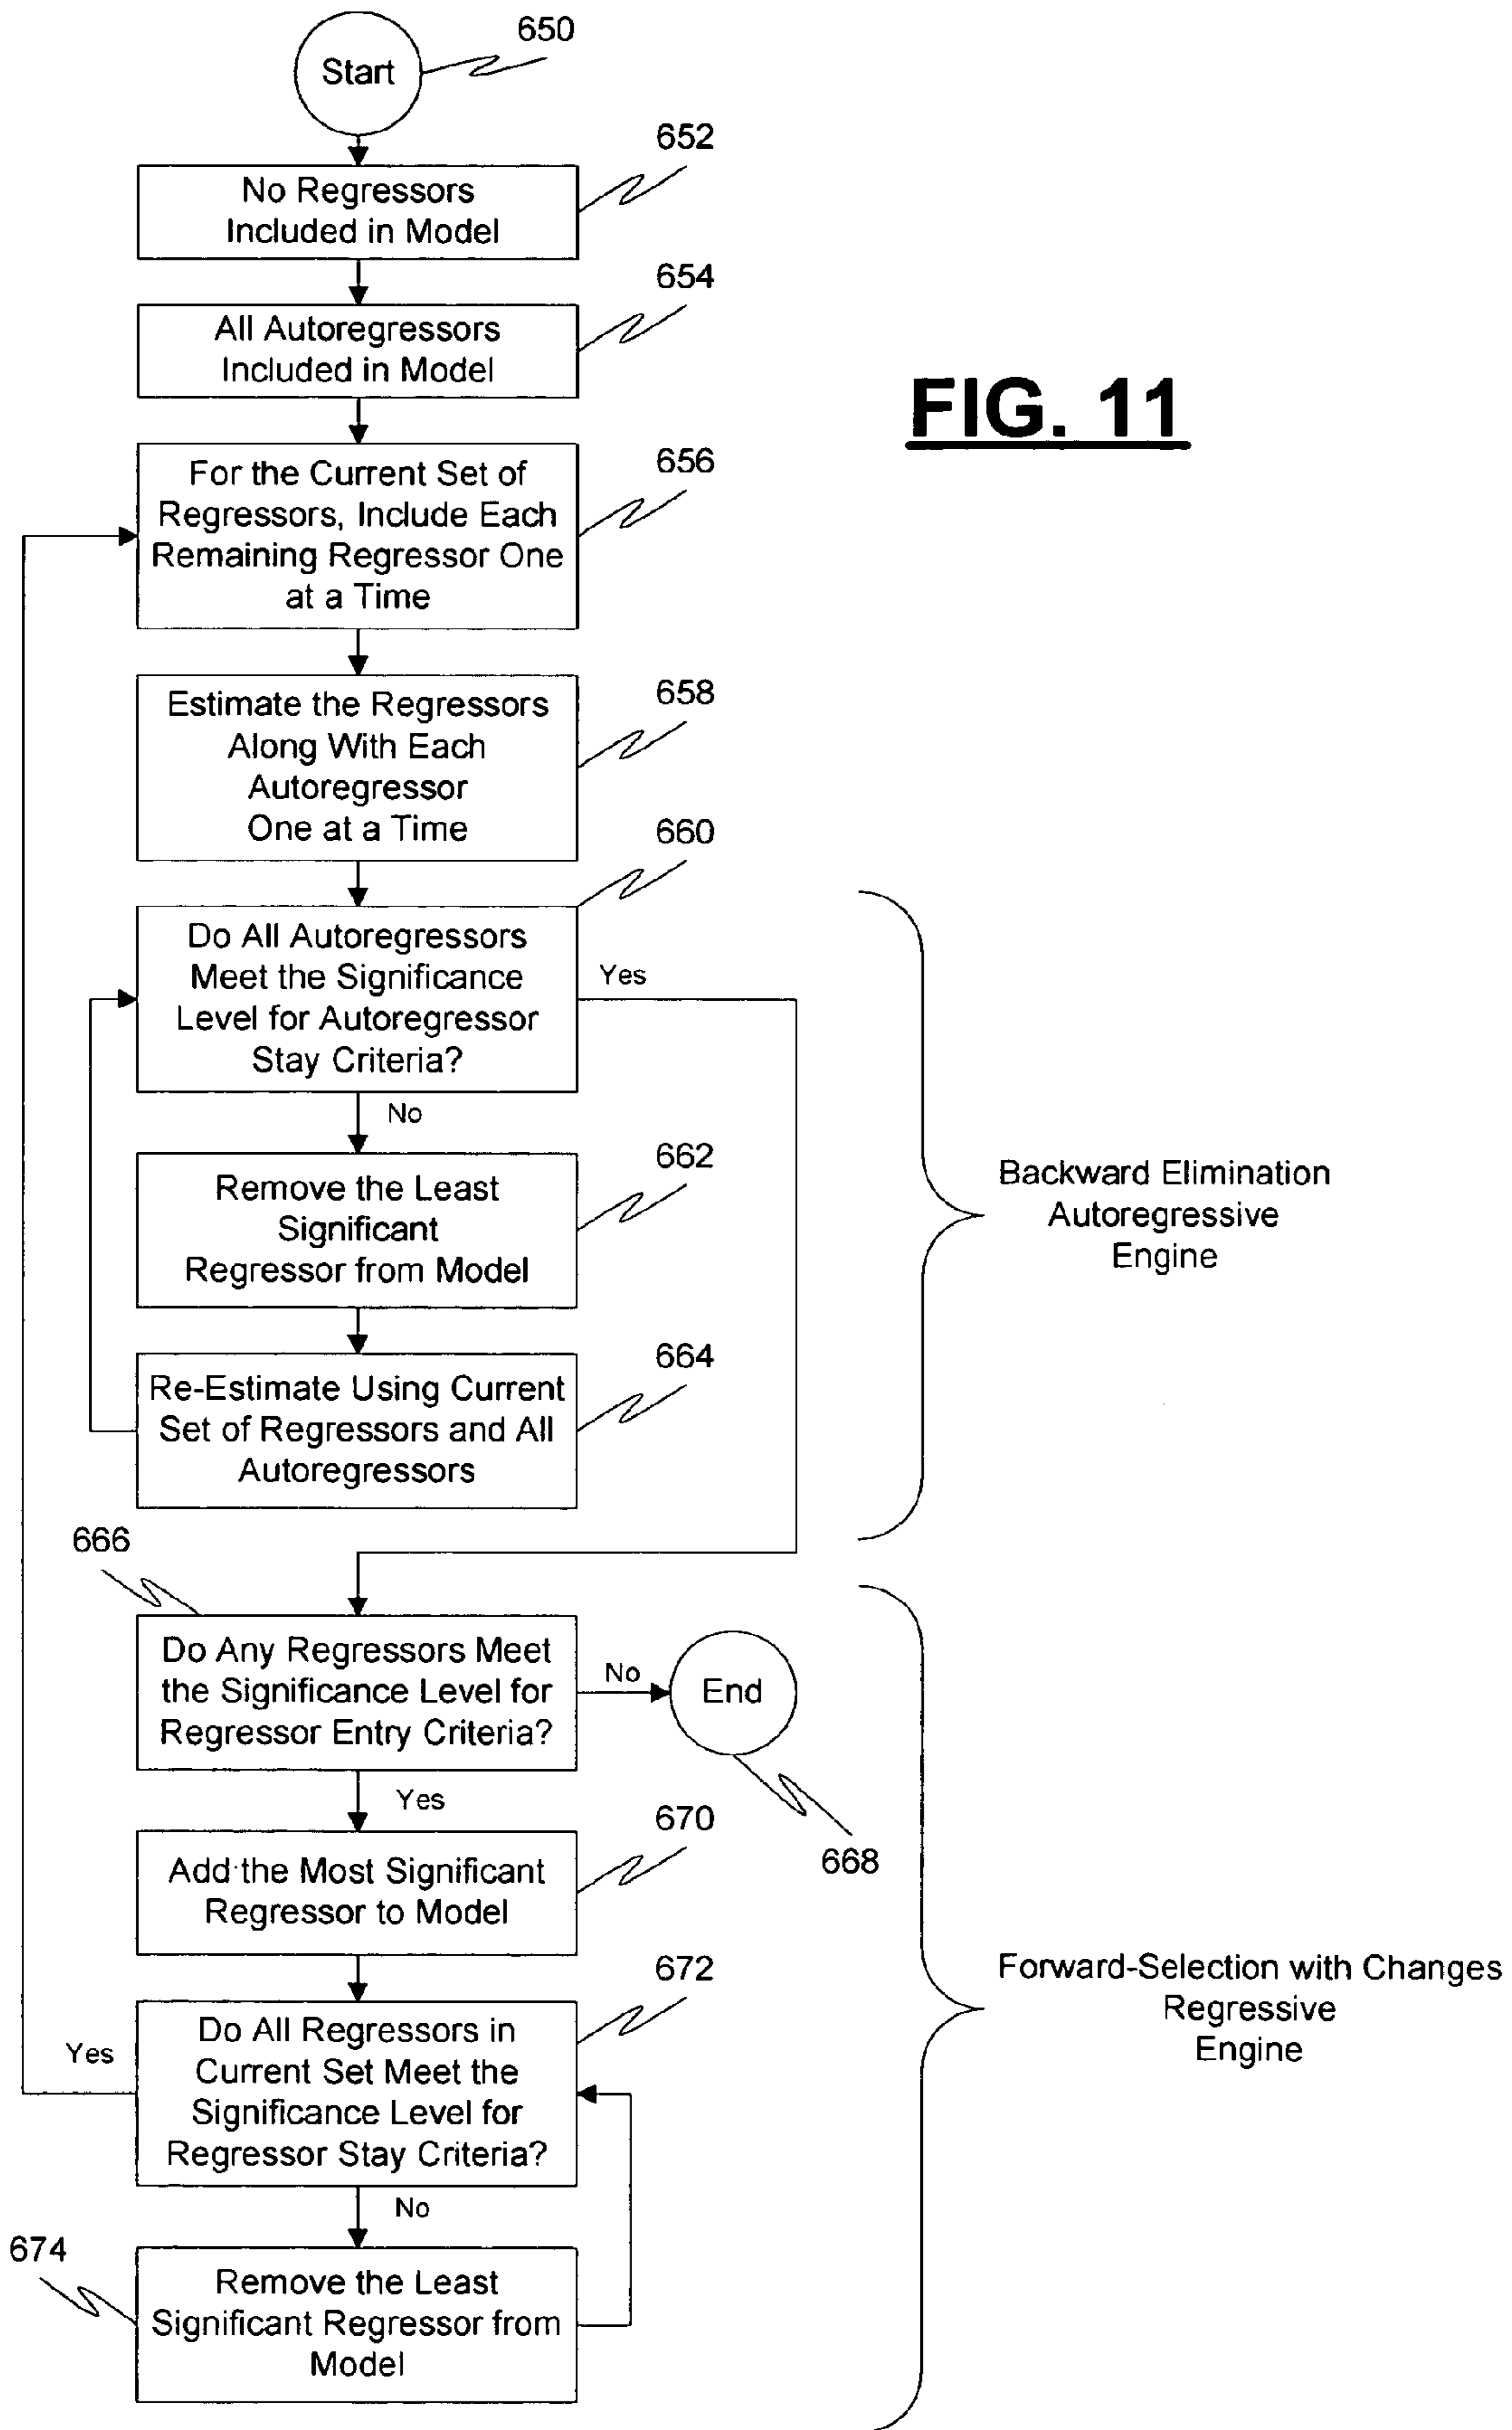 Start
650
652
No Regressors
Included in Model
654
All Autoregressors
Included in Model
FIG. 11
656
For the Current Set of
Regressors, Include Each
Remaining Regressor One
at a Time
658
Estimate the Regressors
Along With Each
Autoregressor
One at a Time
660
Do All Autoregressors
Meet the Significance
Level for Autoregressor
Stay Criteria?
Yes
No
662
Remove the Least
Significant
Regressor from Model
Backward Elimination
Autoregressive
Engine
664
Re-Estimate Using Current
Set of Regressors and All
Autoregressors
666
Do Any Regressors Meet
the Significance Level for
Regressor Entry Criteria?
No
End
668
Yes
670
Add the Most Significant
Regressor to Model
672
Do All Regressors in
Current Set Meet the
Significance Level for
Regressor Stay Criteria?
Yes
Forward-Selection with Changes
Regressive
Engine
No
674
Remove the Least
Significant Regressor from
Model